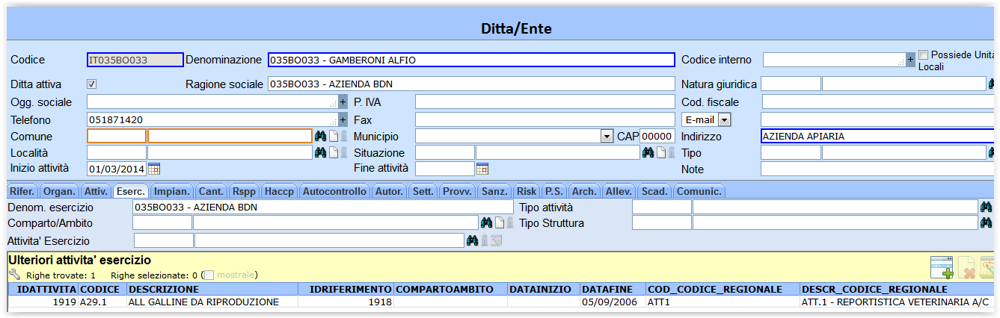 Ditta/Ente
Codice IT035BO033 Denominazione 035BO033 - GAMBERONI ALFIO Codice interno + Possiede Unità
Locali
Ditta attiva Ragione sociale 035BO033 - AZIENDA BDN Natura giuridica
Ogg. sociale + P. IVA Cod. fiscale
Telefono 051871420 + Fax E-mail
Comune Municipio CAP 00000 Indirizzo AZIENDA APIARIA
Località Situazione Tipo
Inizio attività 01/03/2014 Fine attività Note
Rifer. Organ. Attiv. Eserc. Impian. Cant. Rspp Haccp Autocontrollo Autor. Sett. Provv. Sanz. Risk P.S. Arch. Allev. Scad. Comunic.
Denom. esercizio 035BO033 - AZIENDA BDN Tipo attività
Comparto/Ambito Tipo Struttura
Attivita' Esercizio
Ulteriori attivita' esercizio
Righe trovate: 1 Righe selezionate: 0 ( mostrale)
IDATTIVITA CODICE DESCRIZIONE IDRIFERIMENTO COMPARTOAMBITO DATAINIZIO DATAFINE COD_CODICE_REGIONALE DESCR_CODICE_REGIONALE
1919 A29.1 ALL GALLINE DA RIPRODUZIONE 1918 05/09/2006 ATT1 ATT.1 - REPORTISTICA VETERINARIA A/C